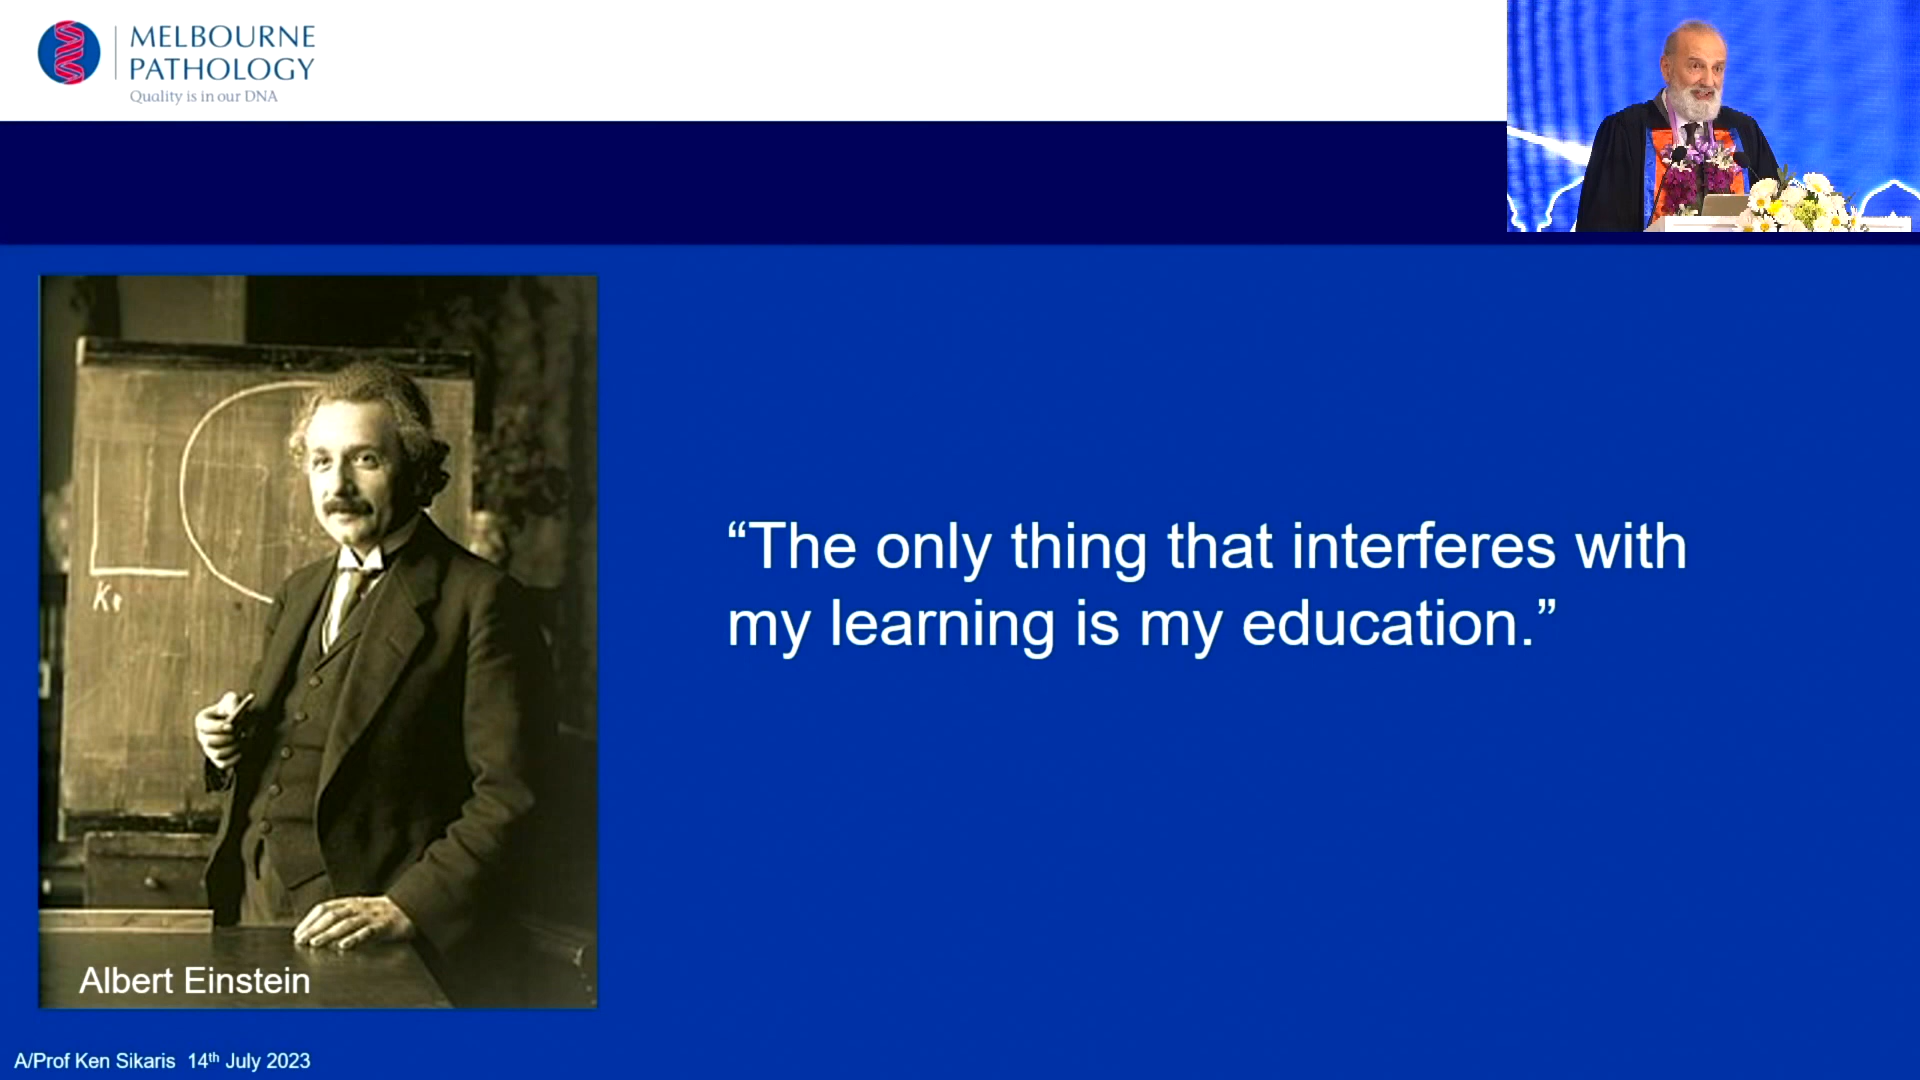 MELBOURNE
PATHOLOGY
Quality is in our DNA
“The only thing that interferes with
my learning is my education.”
Kr
Albert Einstein
A/Prof Ken Sikaris 14th July 2023